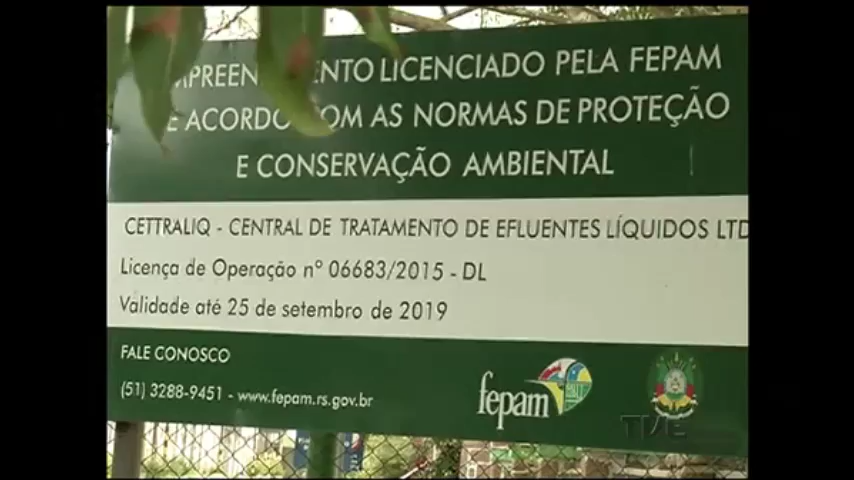 MPREEN ENTO LICENCIADO PELA FEPAM
E ACORDO COM AS NORMAS DE PROTEÇÃO
E CONSERVAÇÃO AMBIENTAL
CETTRALIQ - CENTRAL DE TRATAMENTO DE EFLUENTES LÍQUIDOS LTD
Licença de Operação nº 06683/2015 - DL
Validade até 25 de setembro de 2019
FALE CONOSCO
(51) 3288-9451 - www.fepam.rs.gov.br
fepam
TVE